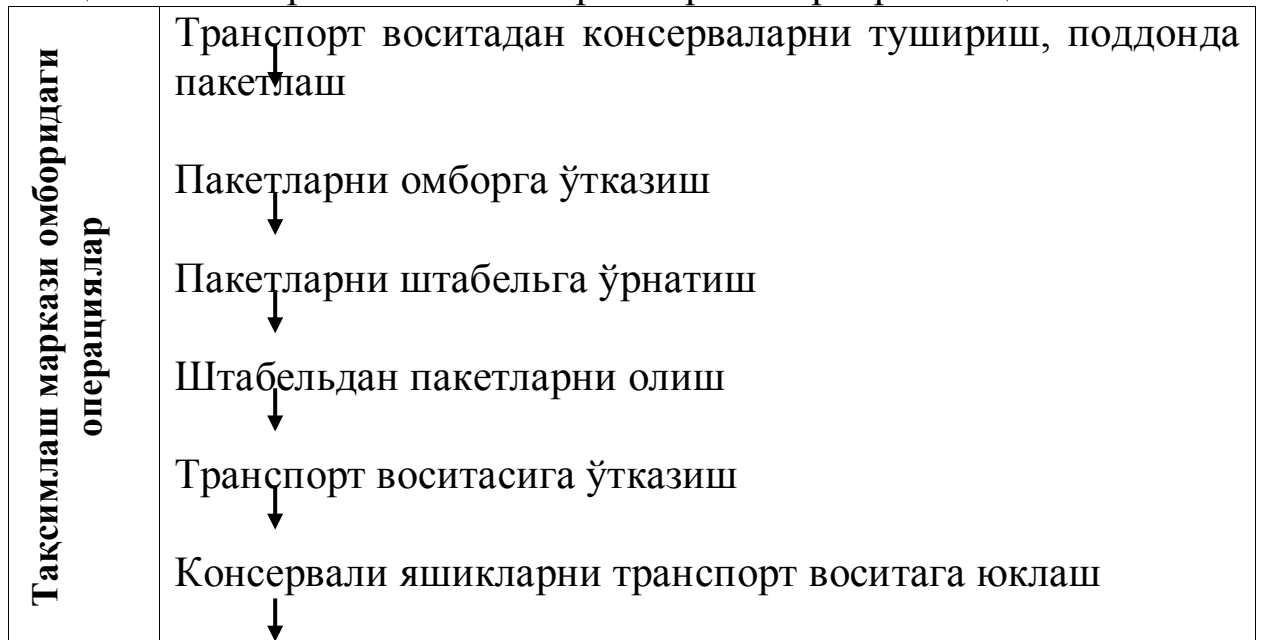 Тақсимлаш маркази омборидаги
операциялар
Транспорт воситадан консерваларни тушириш, поддонда
пакетлаш
Пакетларни омборга ўтказиш
Пакетларни штабельга ўрнатиш
Штабельдан пакетларни олиш
Транспорт воситасига ўтказиш
Консервали яшикларни транспорт воситага юклаш